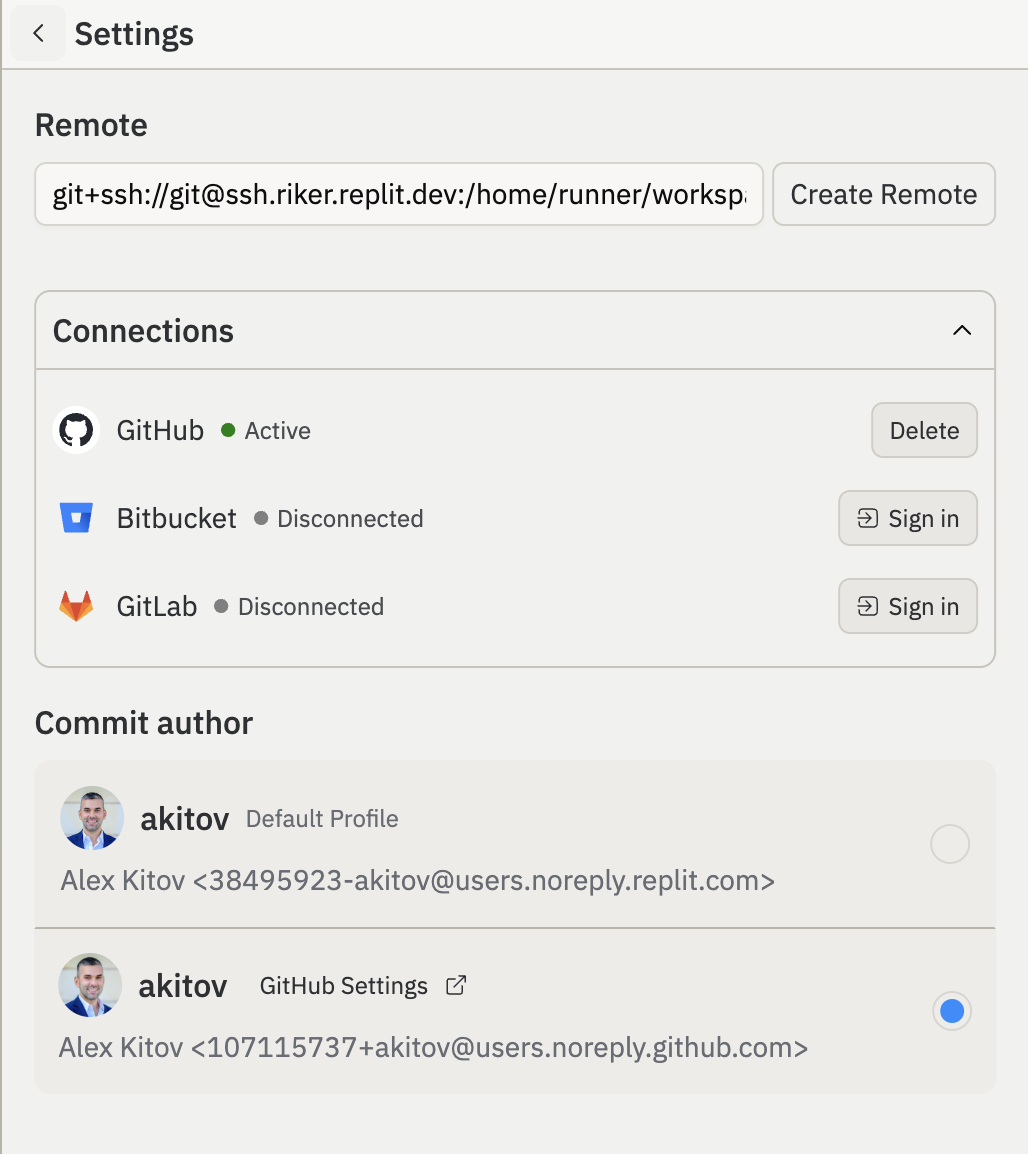 Settings
Remote
git+ssh://git@ssh.riker.replit.dev:/home/runner/workspa
Create Remote
Connections
GitHub Active Delete
Bitbucket Disconnected Sign in
GitLab Disconnected Sign in
Commit author
akitov Default Profile
Alex Kitov <38495923-akitov@users.noreply.replit.com>
akitov GitHub Settings
Alex Kitov <107115737+akitov@users.noreply.github.com>